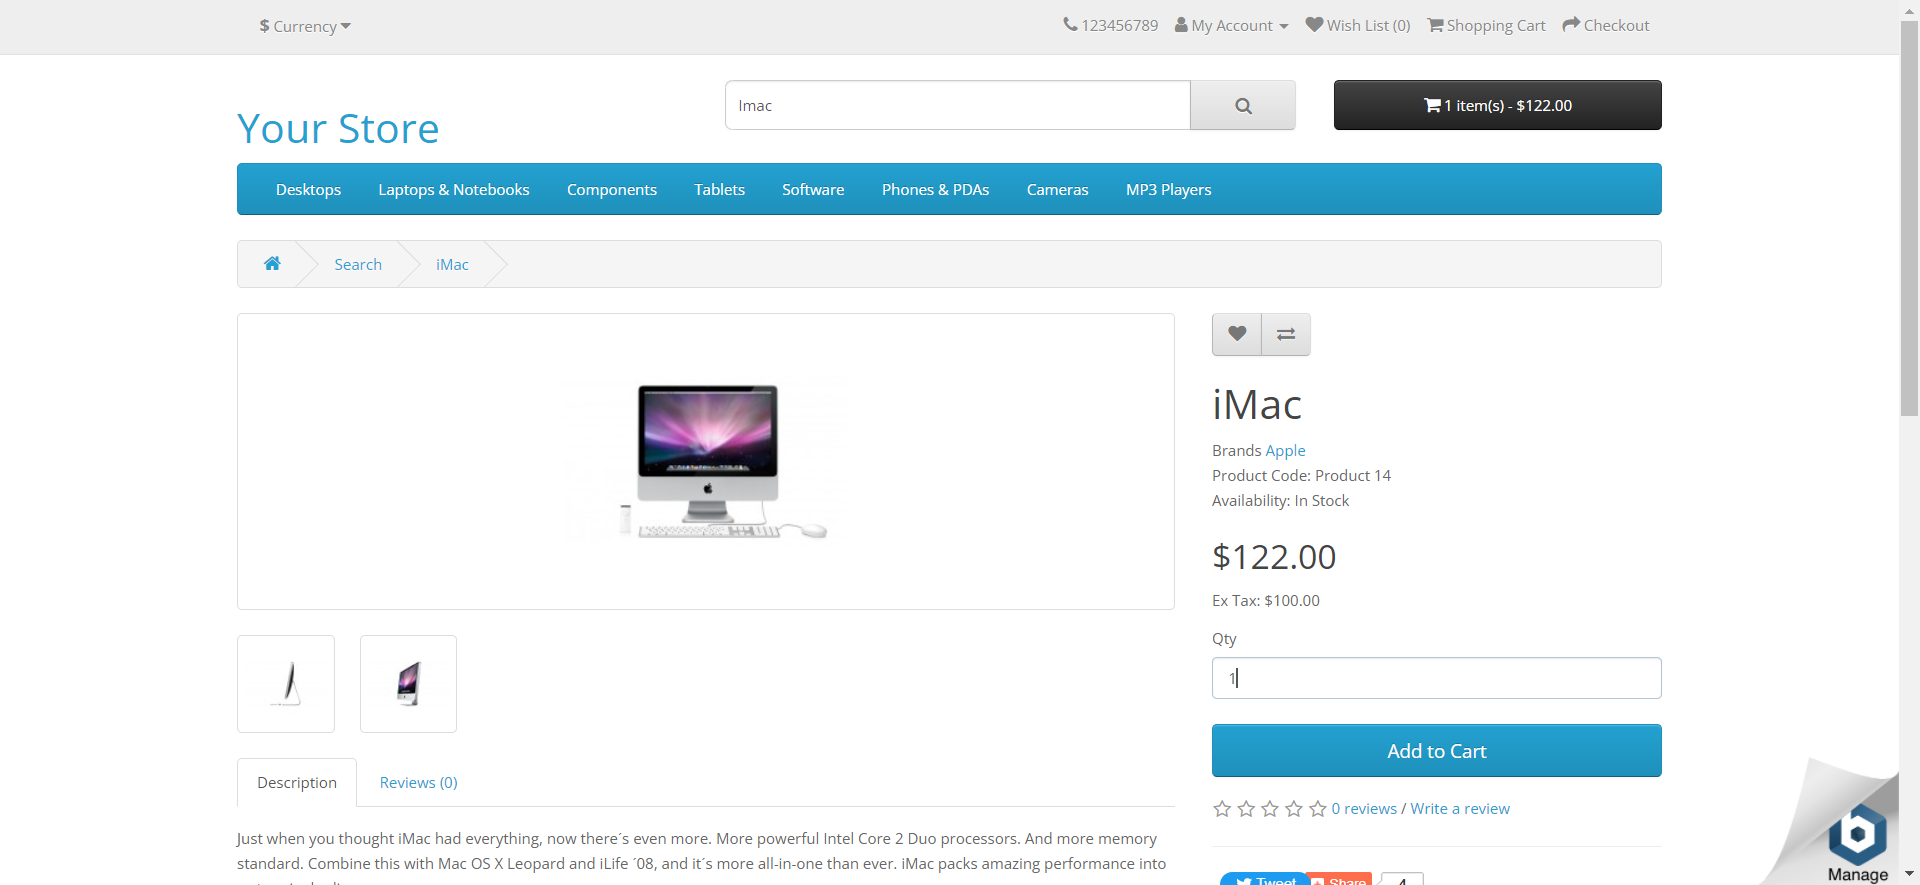 $ Currency
123456789 My Account Wish List (0) Shopping Cart Checkout
Your Store
Imac
1 item(s) - $122.00
Desktops Laptops & Notebooks Components Tablets Software Phones & PDAs Cameras MP3 Players
Search iMac
iMac
Brands Apple
Product Code: Product 14
Availability: In Stock
$122.00
Ex Tax: $100.00
Qty
1
Add to Cart
0 reviews / Write a review
Tweet Share 4
Description Reviews (0)
Just when you thought iMac had everything, now there´s even more. More powerful Intel Core 2 Duo processors. And more memory
standard. Combine this with Mac OS X Leopard and iLife ´08, and it´s more all-in-one than ever. iMac packs amazing performance into
Manage